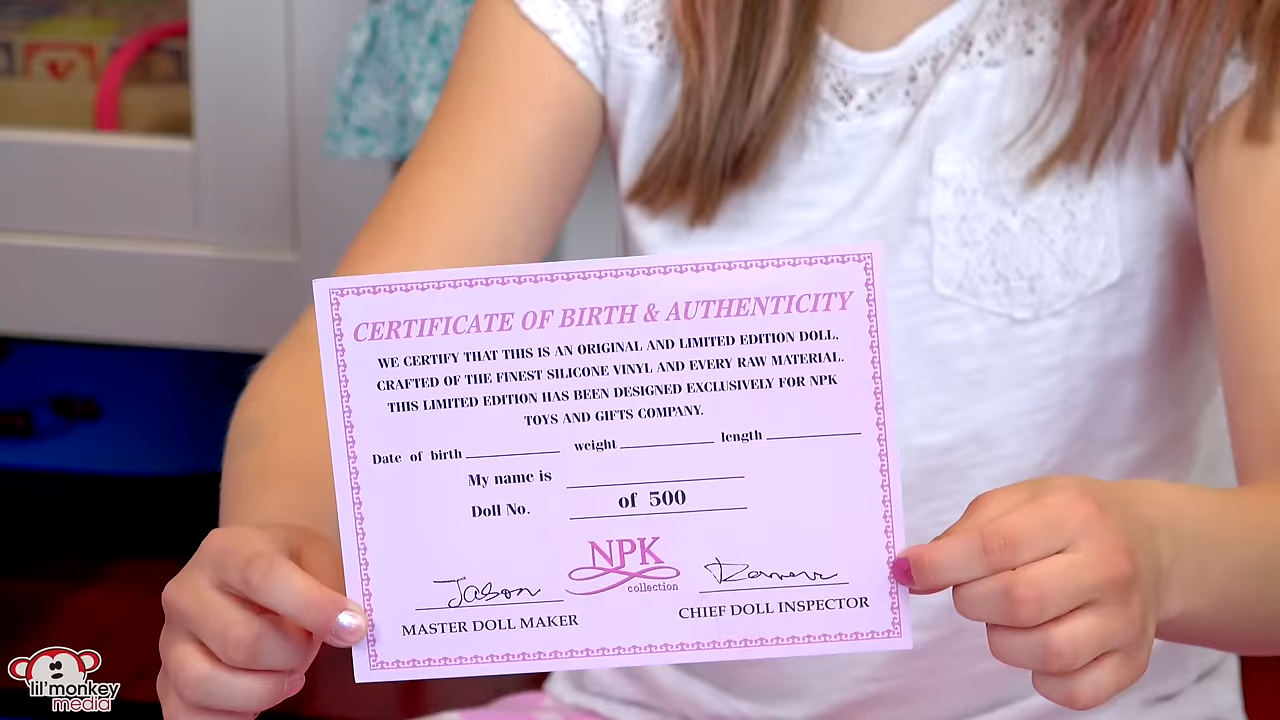 CERTIFICATE OF BIRTH & AUTHENTICITY
WE CERTIFY THAT THIS IS AN ORIGINAL AND LIMITED EDITION DOLL,
CRAFTED OF THE FINEST SILICONE VINYL AND EVERY RAW MATERIAL.
THIS LIMITED EDITION HAS BEEN DESIGNED EXCLUSIVELY FOR NPK
TOYS AND GIFTS COMPANY.
Date of birth weight length
My name is
Doll No. of 500
NPK
collection
Jason
MASTER DOLL MAKER
CHIEF DOLL INSPECTOR
lil'monkey
media